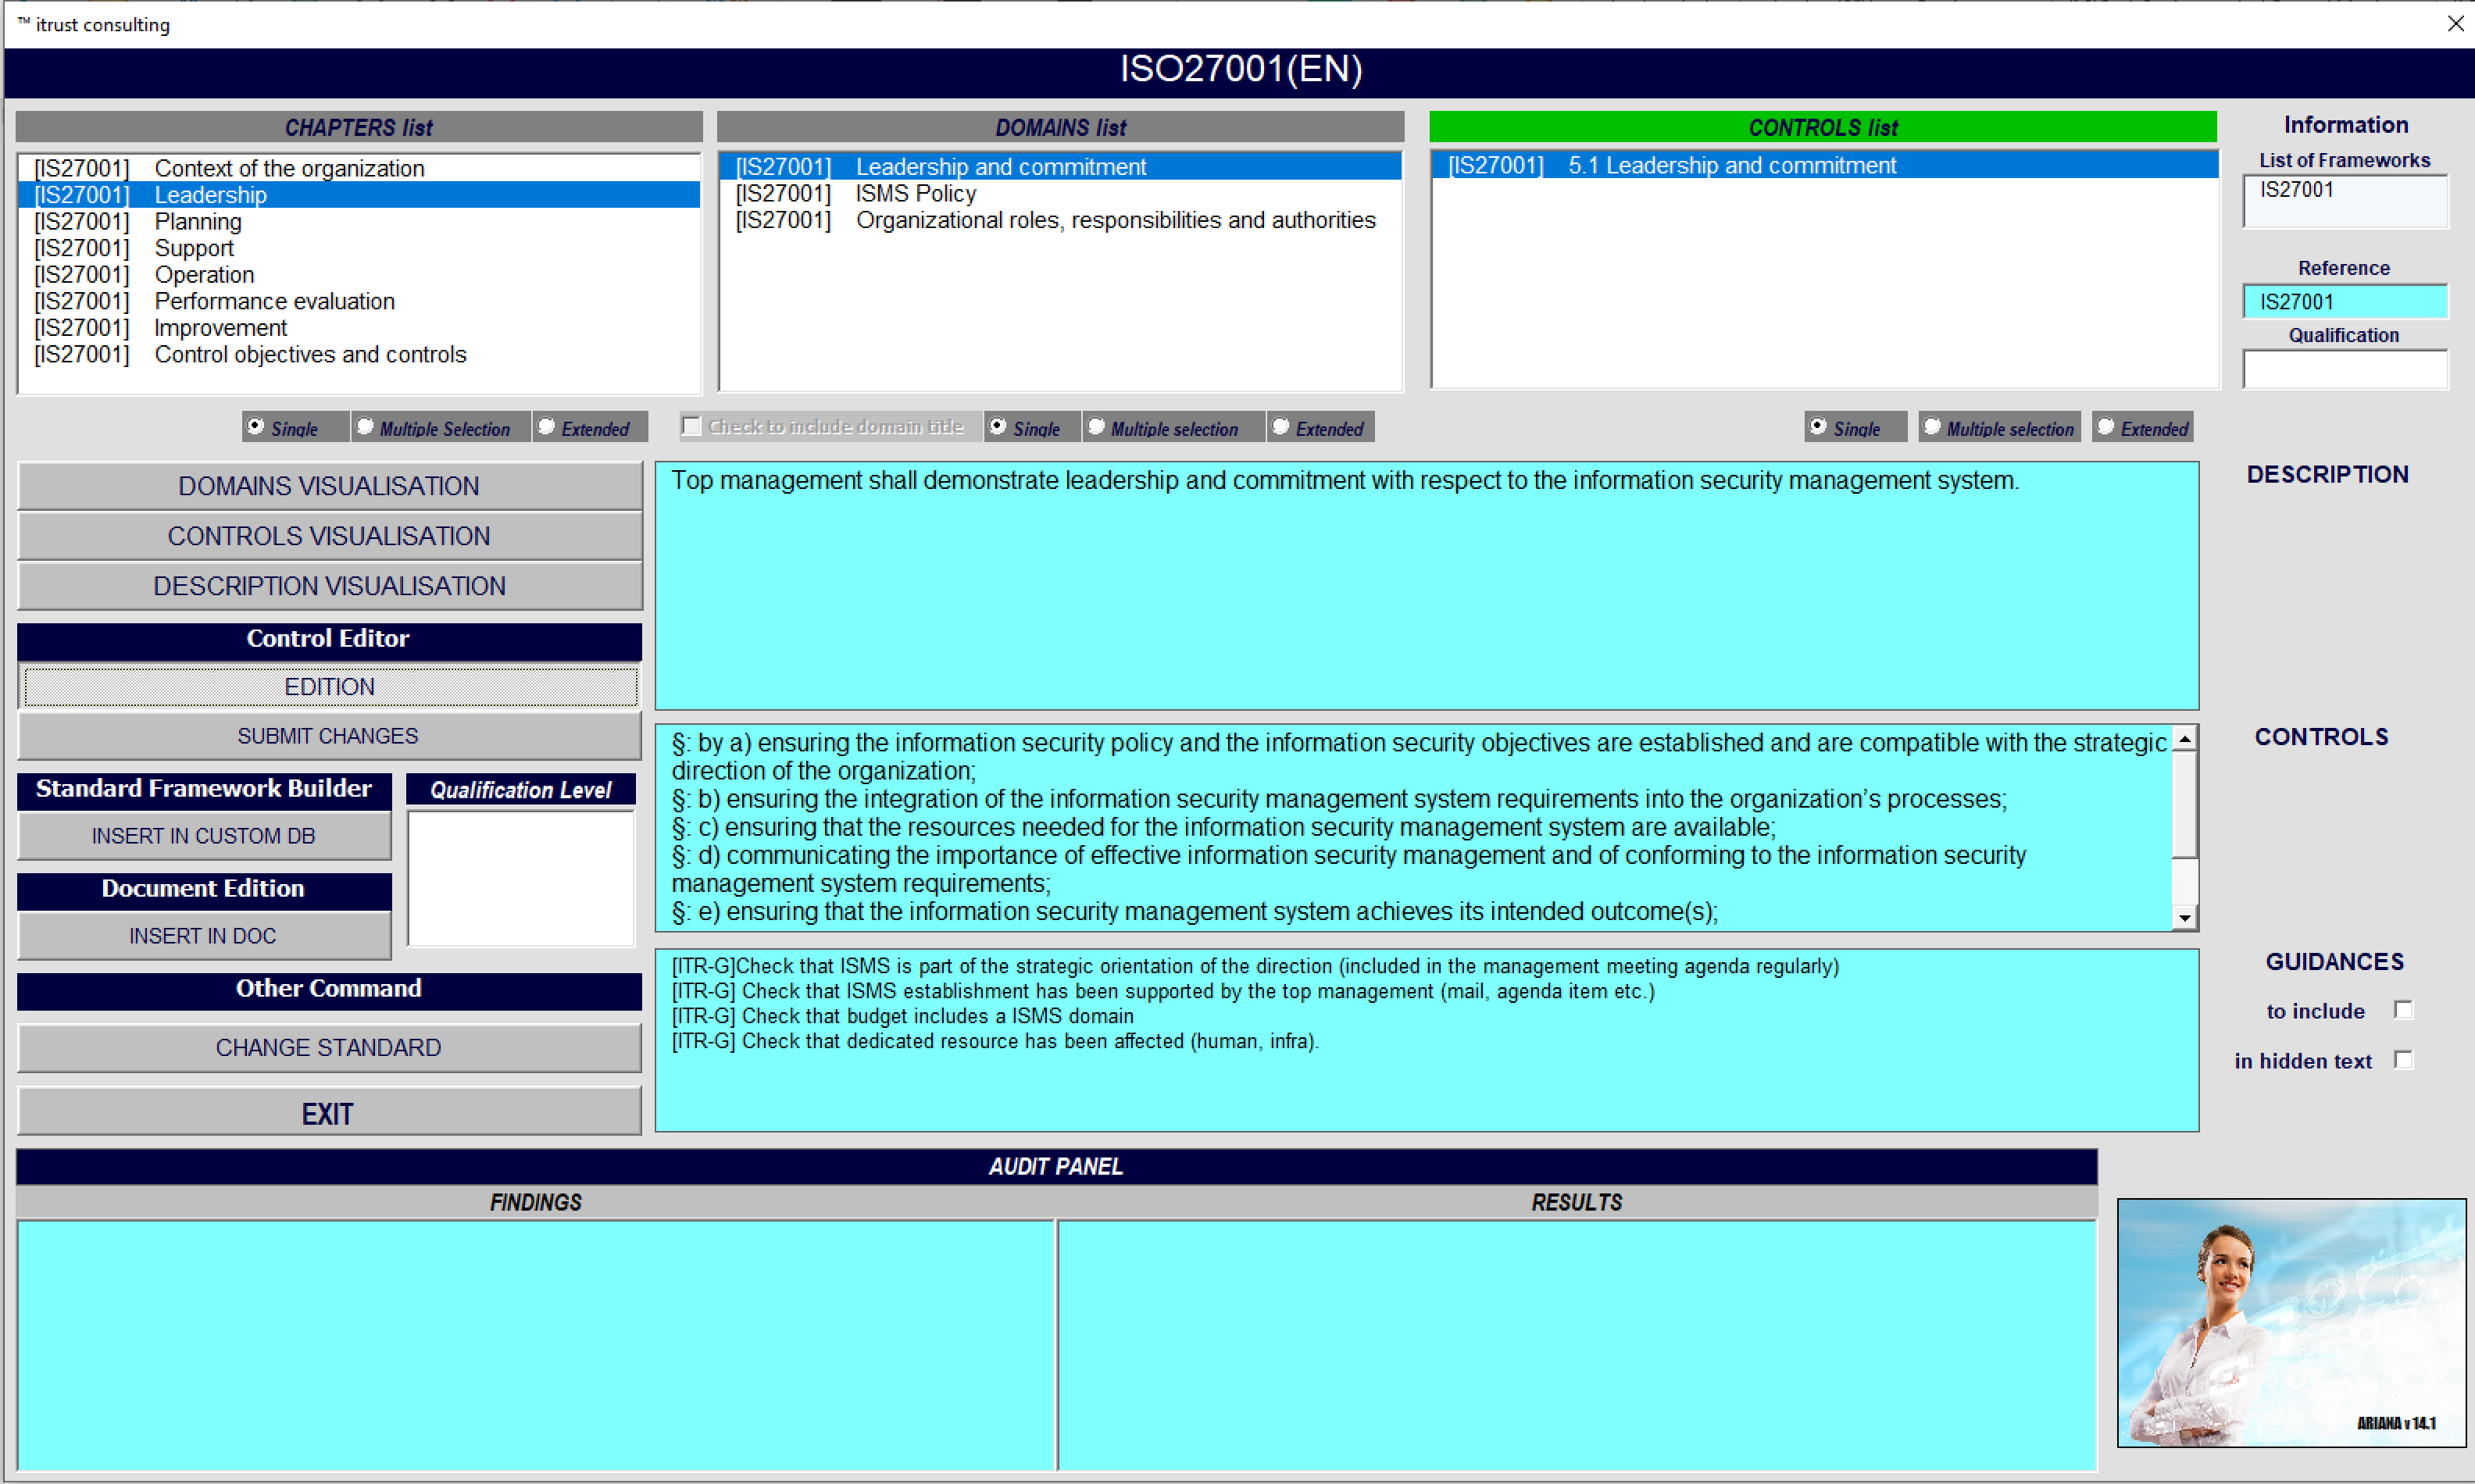 ™ itrust consulting
ISO27001(EN)
CHAPTERS list
[IS27001] Context of the organization
[IS27001] Leadership
[IS27001] Planning
[IS27001] Support
[IS27001] Operation
[IS27001] Performance evaluation
[IS27001] Improvement
[IS27001] Control objectives and controls
Single Multiple Selection Extended
DOMAINS list
[IS27001] Leadership and commitment
[IS27001] ISMS Policy
[IS27001] Organizational roles, responsibilities and authorities
Check to include domain title Single Multiple selection Extended
CONTROLS list
[IS27001] 5.1 Leadership and commitment
Single Multiple selection Extended
Information
List of Frameworks
IS27001
Reference
IS27001
Qualification
DOMAINS VISUALISATION
CONTROLS VISUALISATION
DESCRIPTION VISUALISATION
Control Editor
EDITION
SUBMIT CHANGES
Standard Framework Builder
INSERT IN CUSTOM DB
Qualification Level
Document Edition
INSERT IN DOC
Other Command
CHANGE STANDARD
EXIT
DESCRIPTION
Top management shall demonstrate leadership and commitment with respect to the information security management system.
CONTROLS
§: by a) ensuring the information security policy and the information security objectives are established and are compatible with the strategic
direction of the organization;
§: b) ensuring the integration of the information security management system requirements into the organization’s processes;
§: c) ensuring that the resources needed for the information security management system are available;
§: d) communicating the importance of effective information security management and of conforming to the information security
management system requirements;
§: e) ensuring that the information security management system achieves its intended outcome(s);
GUIDANCES
to include
in hidden text
[ITR-G]Check that ISMS is part of the strategic orientation of the direction (included in the management meeting agenda regularly)
[ITR-G] Check that ISMS establishment has been supported by the top management (mail, agenda item etc.)
[ITR-G] Check that budget includes a ISMS domain
[ITR-G] Check that dedicated resource has been affected (human, infra).
AUDIT PANEL
FINDINGS
RESULTS
ARIANA v 14.1